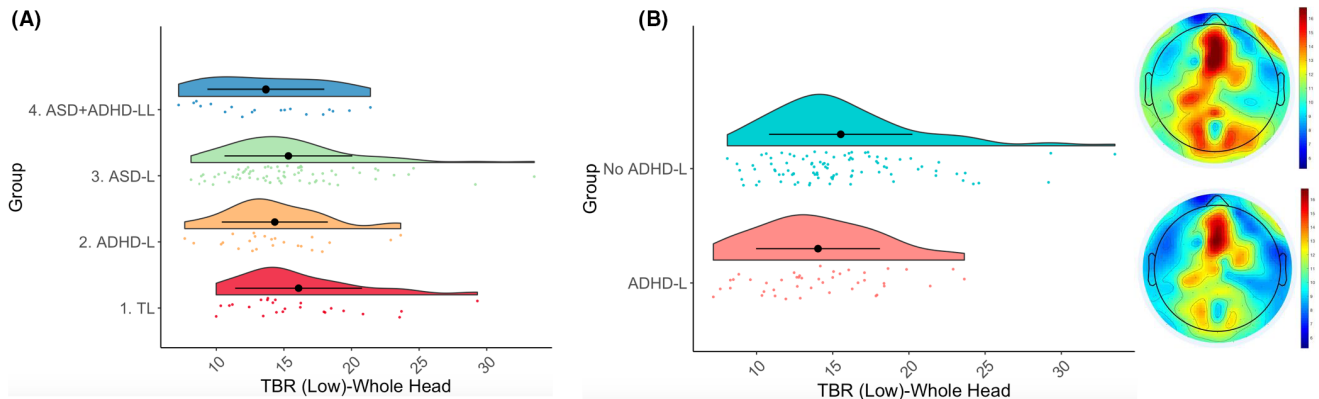 (A)
Group
4. ASD+ADHD-LL
3. ASD-L
2. ADHD-L
1. TL
10 15 20 25 30
TBR (Low)-Whole Head
(B)
Group
No ADHD-L
ADHD-L
10 15 20 25 30
TBR (Low)-Whole Head